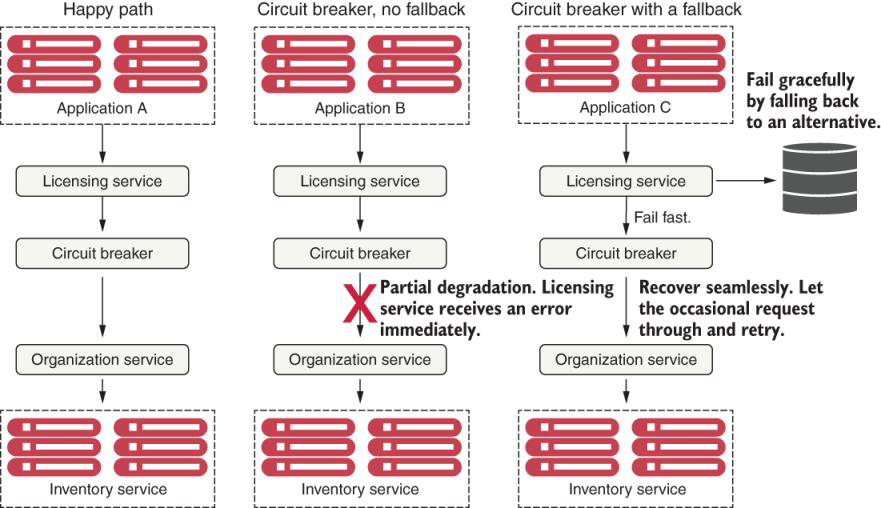 Happy path
Circuit breaker, no fallback
Circuit breaker with a fallback
Application A
Application B
Application C
Fail gracefully
by falling back
to an alternative.
Licensing service
Licensing service
Licensing service
Fail fast.
Circuit breaker
Circuit breaker
Circuit breaker
X
Partial degradation. Licensing
service receives an error
immediately.
Recover seamlessly. Let
the occasional request
through and retry.
Organization service
Organization service
Organization service
Inventory service
Inventory service
Inventory service